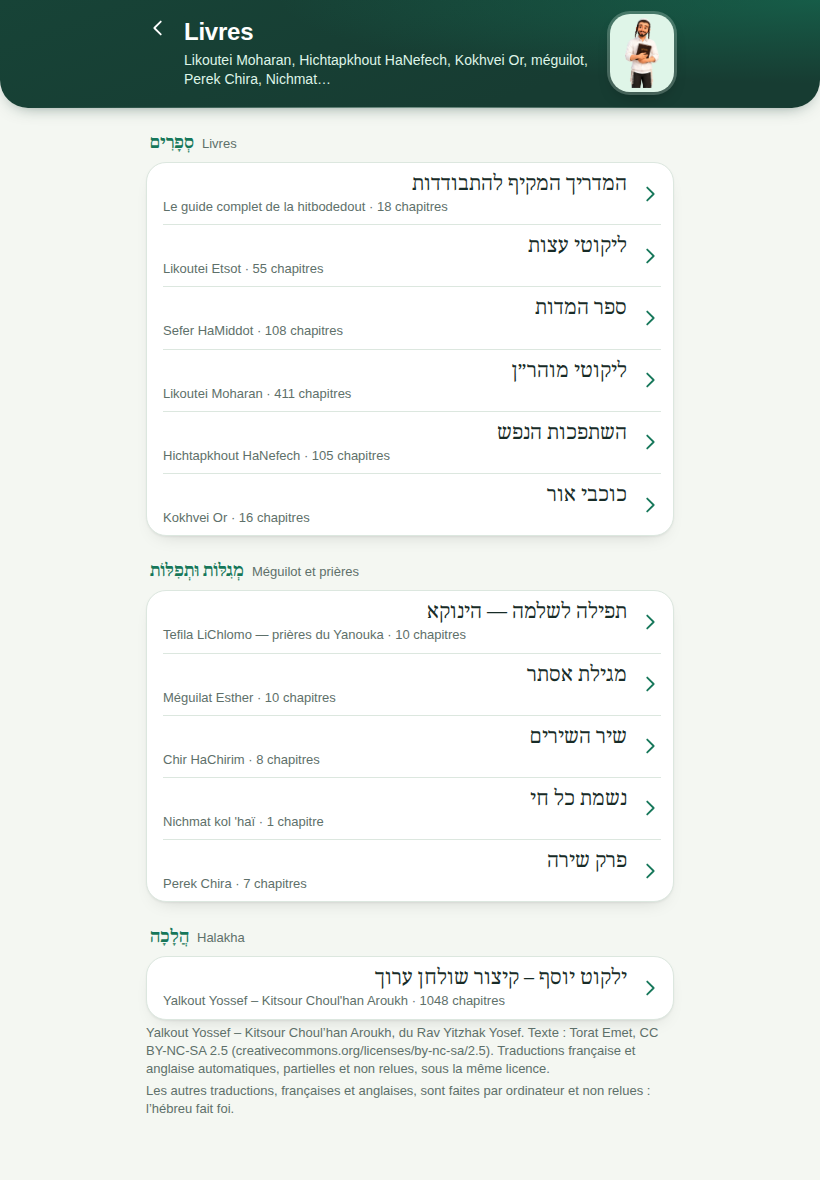 Livres
Likoutei Moharan, Hichtapkhout HaNefech, Kokhvei Or, méguilot,
Perek Chira, Nichmat…
סְפָרִים Livres
המדריך המקיף להתבודדות
Le guide complet de la hitbodedout · 18 chapitres
ליקוטי עצות
Likoutei Etsot · 55 chapitres
ספר המדות
Sefer HaMiddot · 108 chapitres
ליקוטי מוהר״ן
Likoutei Moharan · 411 chapitres
השתפכות הנפש
Hichtapkhout HaNefech · 105 chapitres
כוכבי אור
Kokhvei Or · 16 chapitres
מְגִלּוֹת וּתְפִלּוֹת Méguilot et prières
תפילה לשלמה — הינוקא
Tefila LiChlomo — prières du Yanouka · 10 chapitres
מגילת אסתר
Méguilat Esther · 10 chapitres
שיר השירים
Chir HaChirim · 8 chapitres
נשמת כל חי
Nichmat kol 'haï · 1 chapitre
פרק שירה
Perek Chira · 7 chapitres
הֲלָכָה Halakha
ילקוט יוסף – קיצור שולחן ערוך
Yalkout Yossef – Kitsour Choul'han Aroukh · 1048 chapitres
Yalkout Yossef – Kitsour Choul'han Aroukh, du Rav Yitzhak Yosef. Texte : Torat Emet, CC
BY-NC-SA 2.5 (creativecommons.org/licenses/by-nc-sa/2.5). Traductions française et
anglaise automatiques, partielles et non relues, sous la même licence.
Les autres traductions, françaises et anglaises, sont faites par ordinateur et non relues :
l'hébreu fait foi.